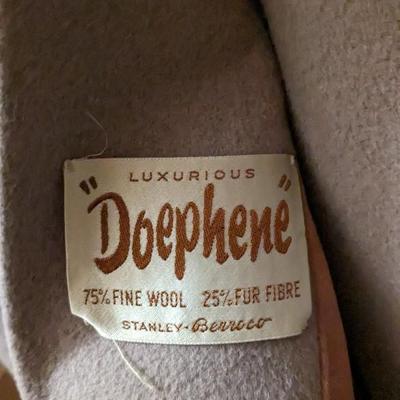 LUXURIOUS
"Doephene"
75% FINE WOOL 25% FUR FIBRE
STANLEY-Berroco